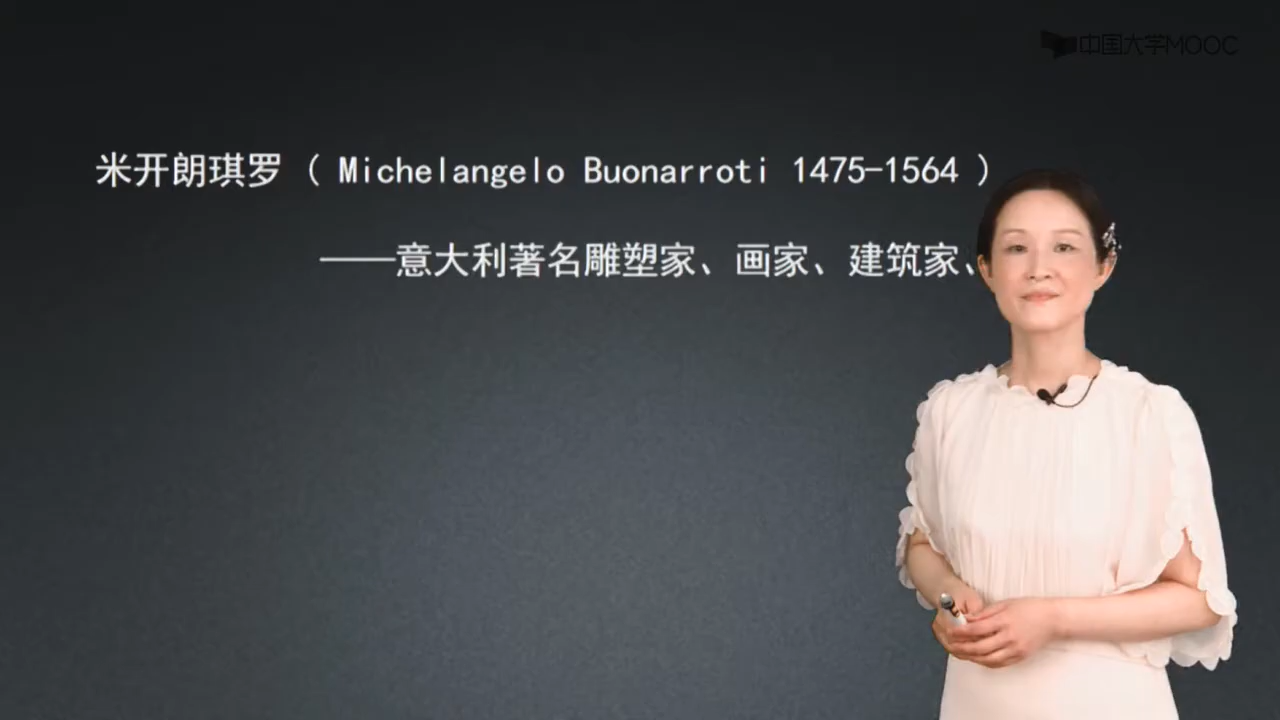 中国大学MOOC
米开朗琪罗 ( Michelangelo Buonarroti 1475-1564 )
——意大利著名雕塑家、画家、建筑家、